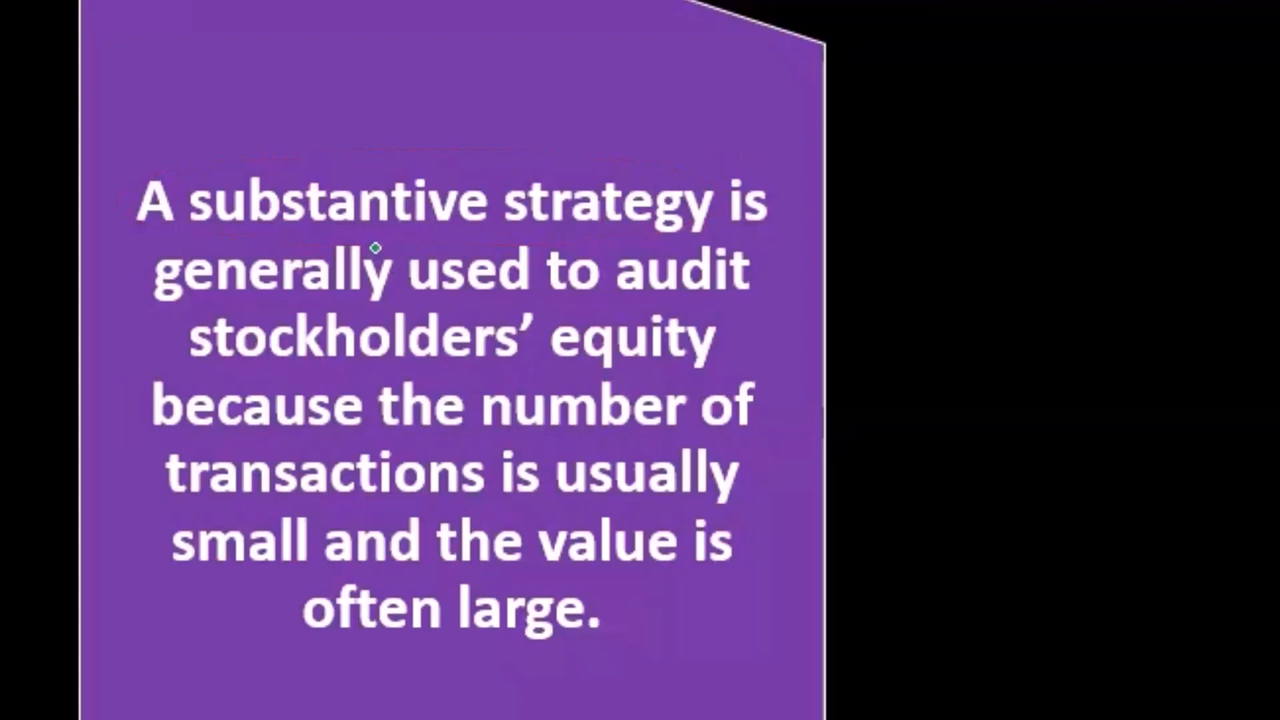 A substantive strategy is
generally used to audit
stockholders’ equity
because the number of
transactions is usually
small and the value is
often large.